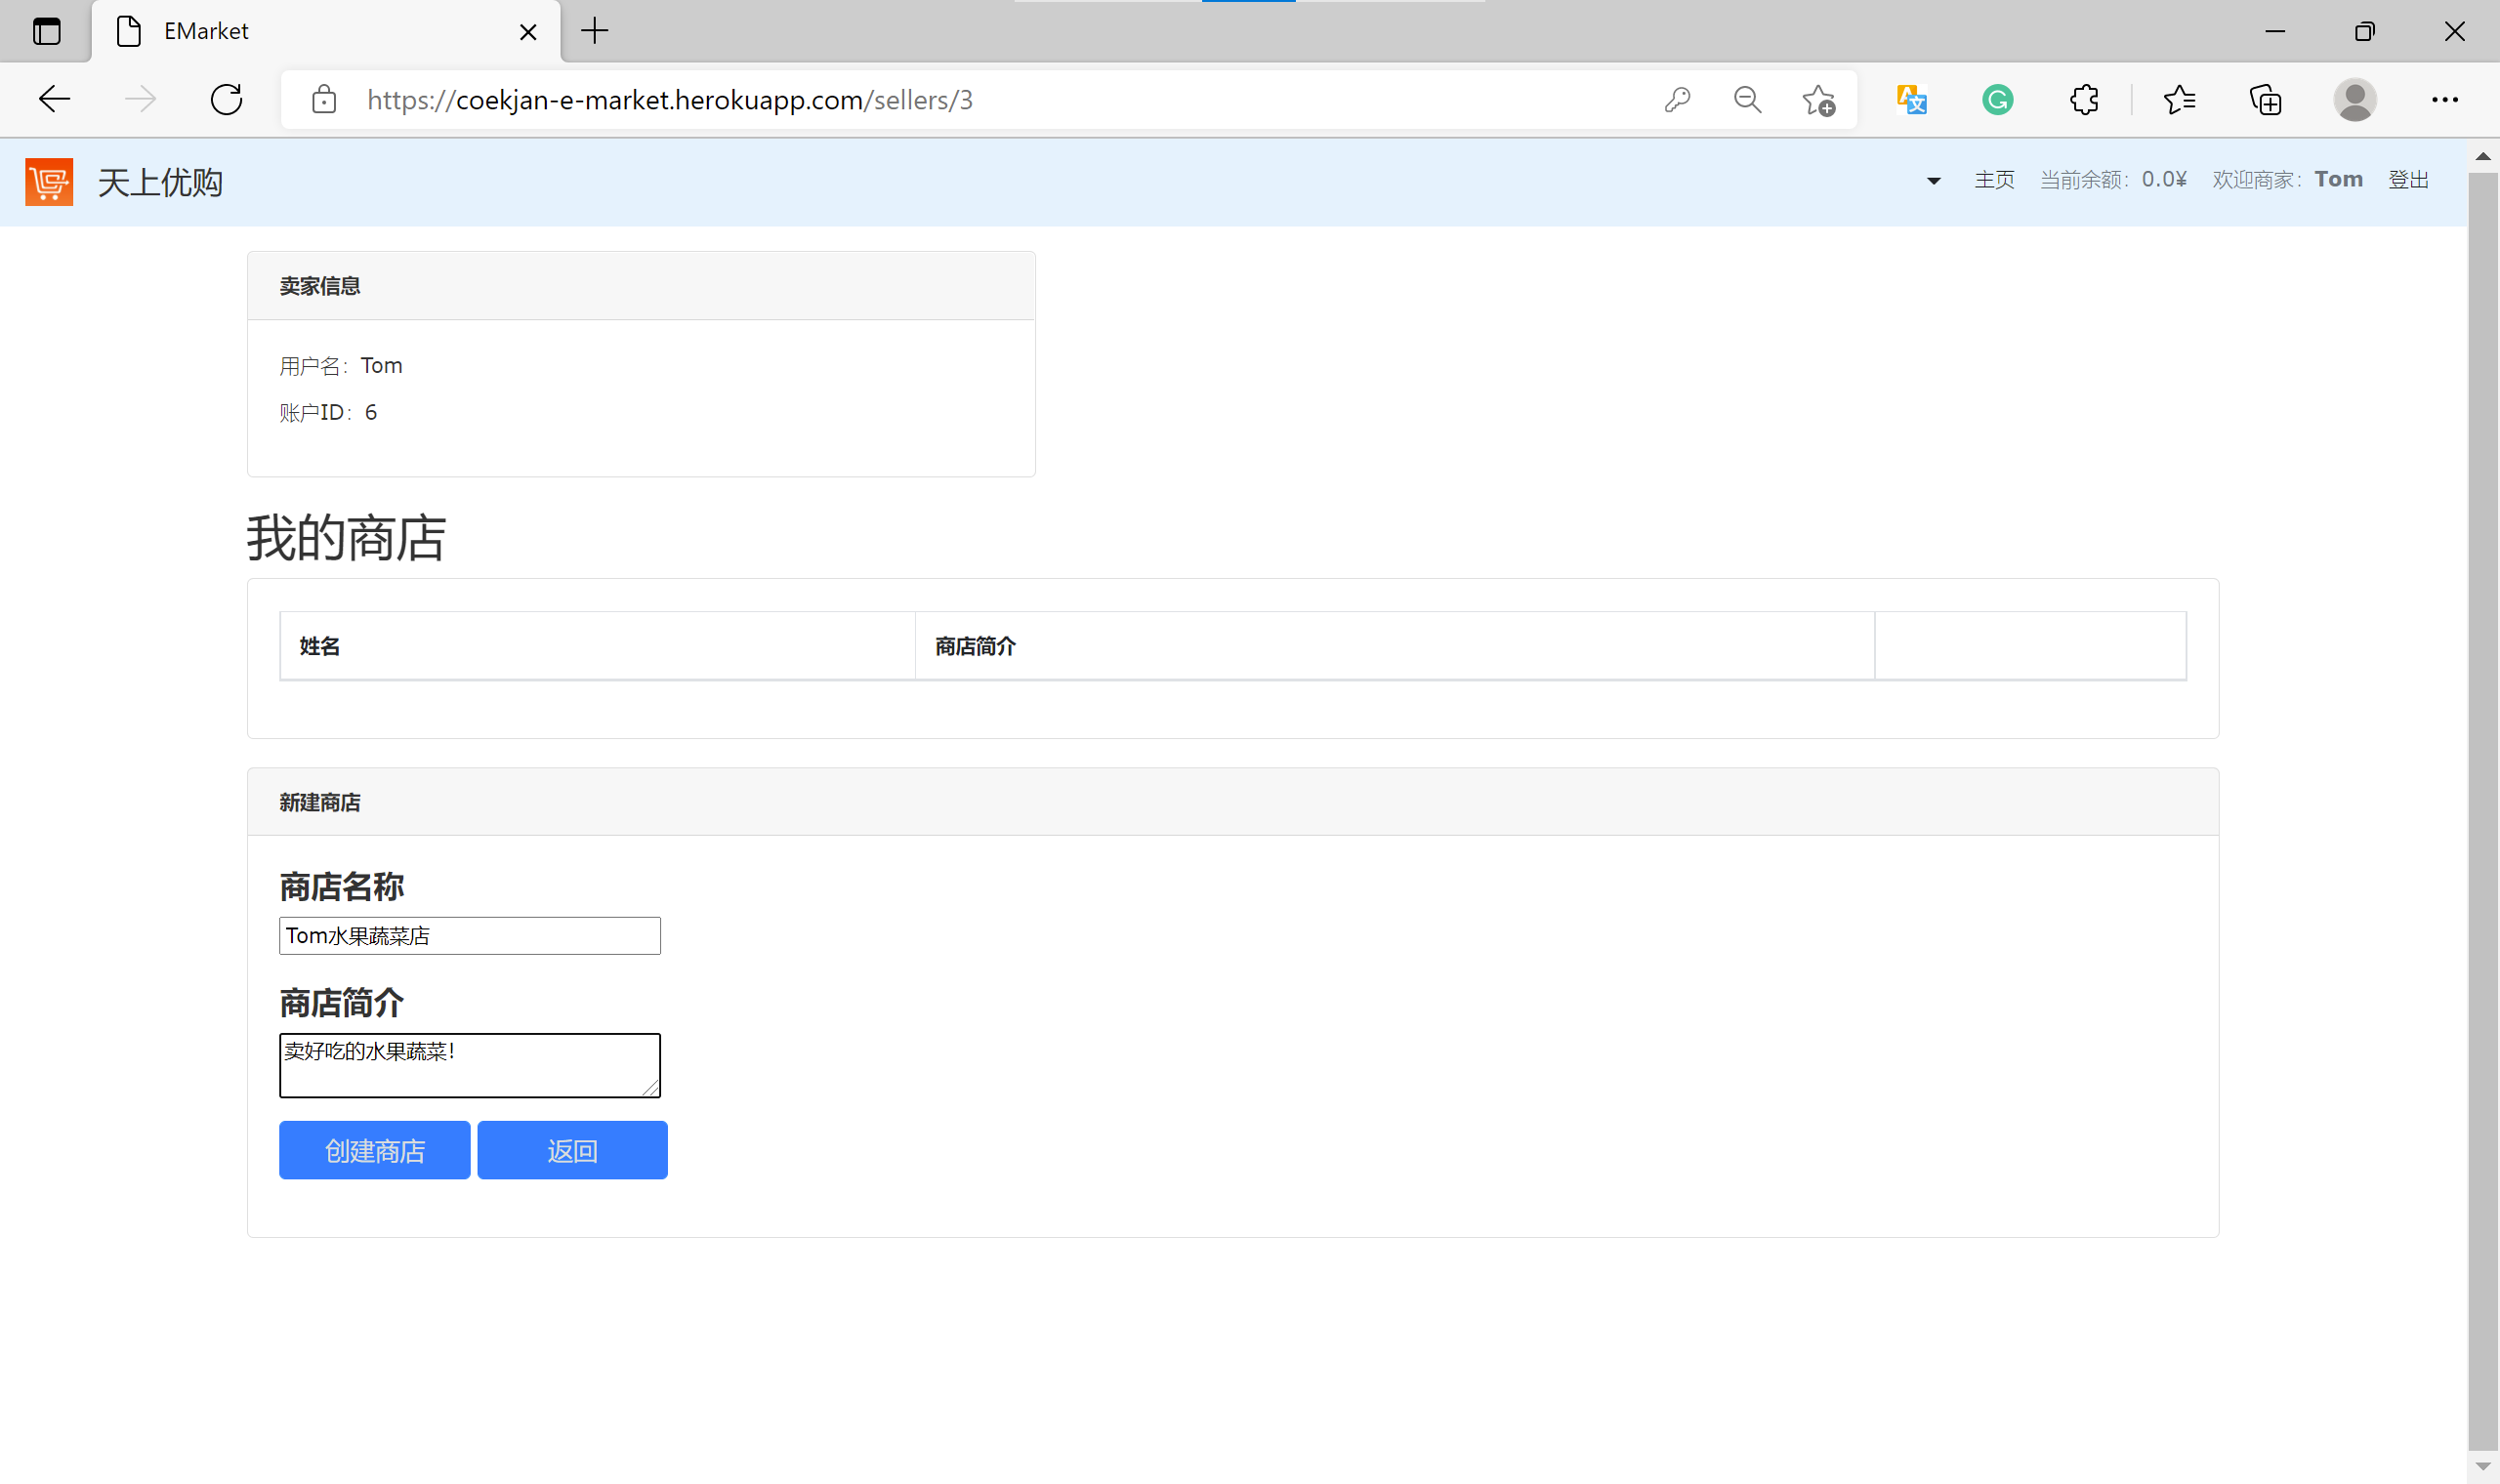 EMarket
https://coekjan-e-market.herokuapp.com/sellers/3
天上优购
主页 当前余额：0.0¥ 欢迎商家：Tom 登出
卖家信息
用户名：Tom
账户ID：6
我的商店
姓名 商店简介
新建商店
商店名称
Tom水果蔬菜店
商店简介
卖好吃的水果蔬菜！
创建商店 返回